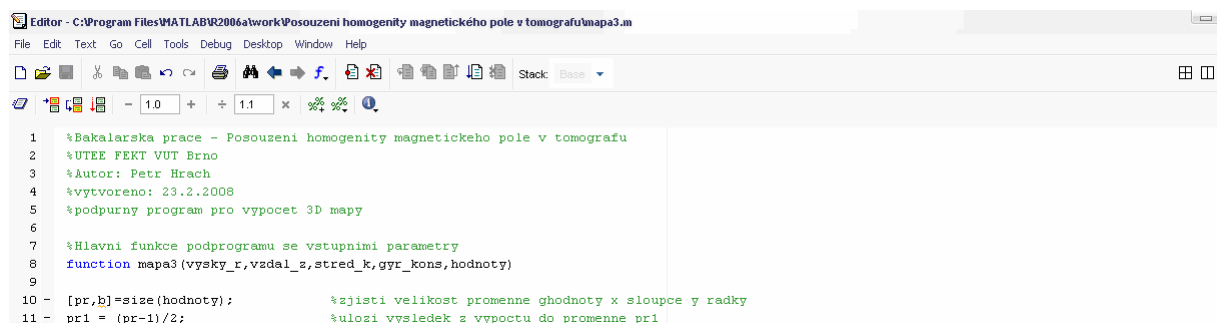 Editor - C:\Program Files\MATLAB\R2006a\work\Posouzeni homogenity magnetického pole v tomografu\mapa3.m
File Edit Text Go Cell Tools Debug Desktop Window Help
Stack: Base
- 1.0 + ÷ 1.1 ×
1 %Bakalarska prace - Posouzeni homogenity magnetickeho pole v tomografu
2 %UTEE FEKT VUT Brno
3 %Autor: Petr Hrach
4 %vytvoreno: 23.2.2008
5 %podpurny program pro vypocet 3D mapy
6
7 %Hlavni funkce podprogramu se vstupnimi parametry
8 function mapa3(vysky_r,vzdal_z,stred_k,gyr_kons,hodnoty)
9
10 - [pr,b]=size(hodnoty); %zjisti velikost promenne ghodnoty x sloupce y radky
11 - pr1 = (pr-1)/2; %ulozi vysledek z vypoctu do promenne pr1